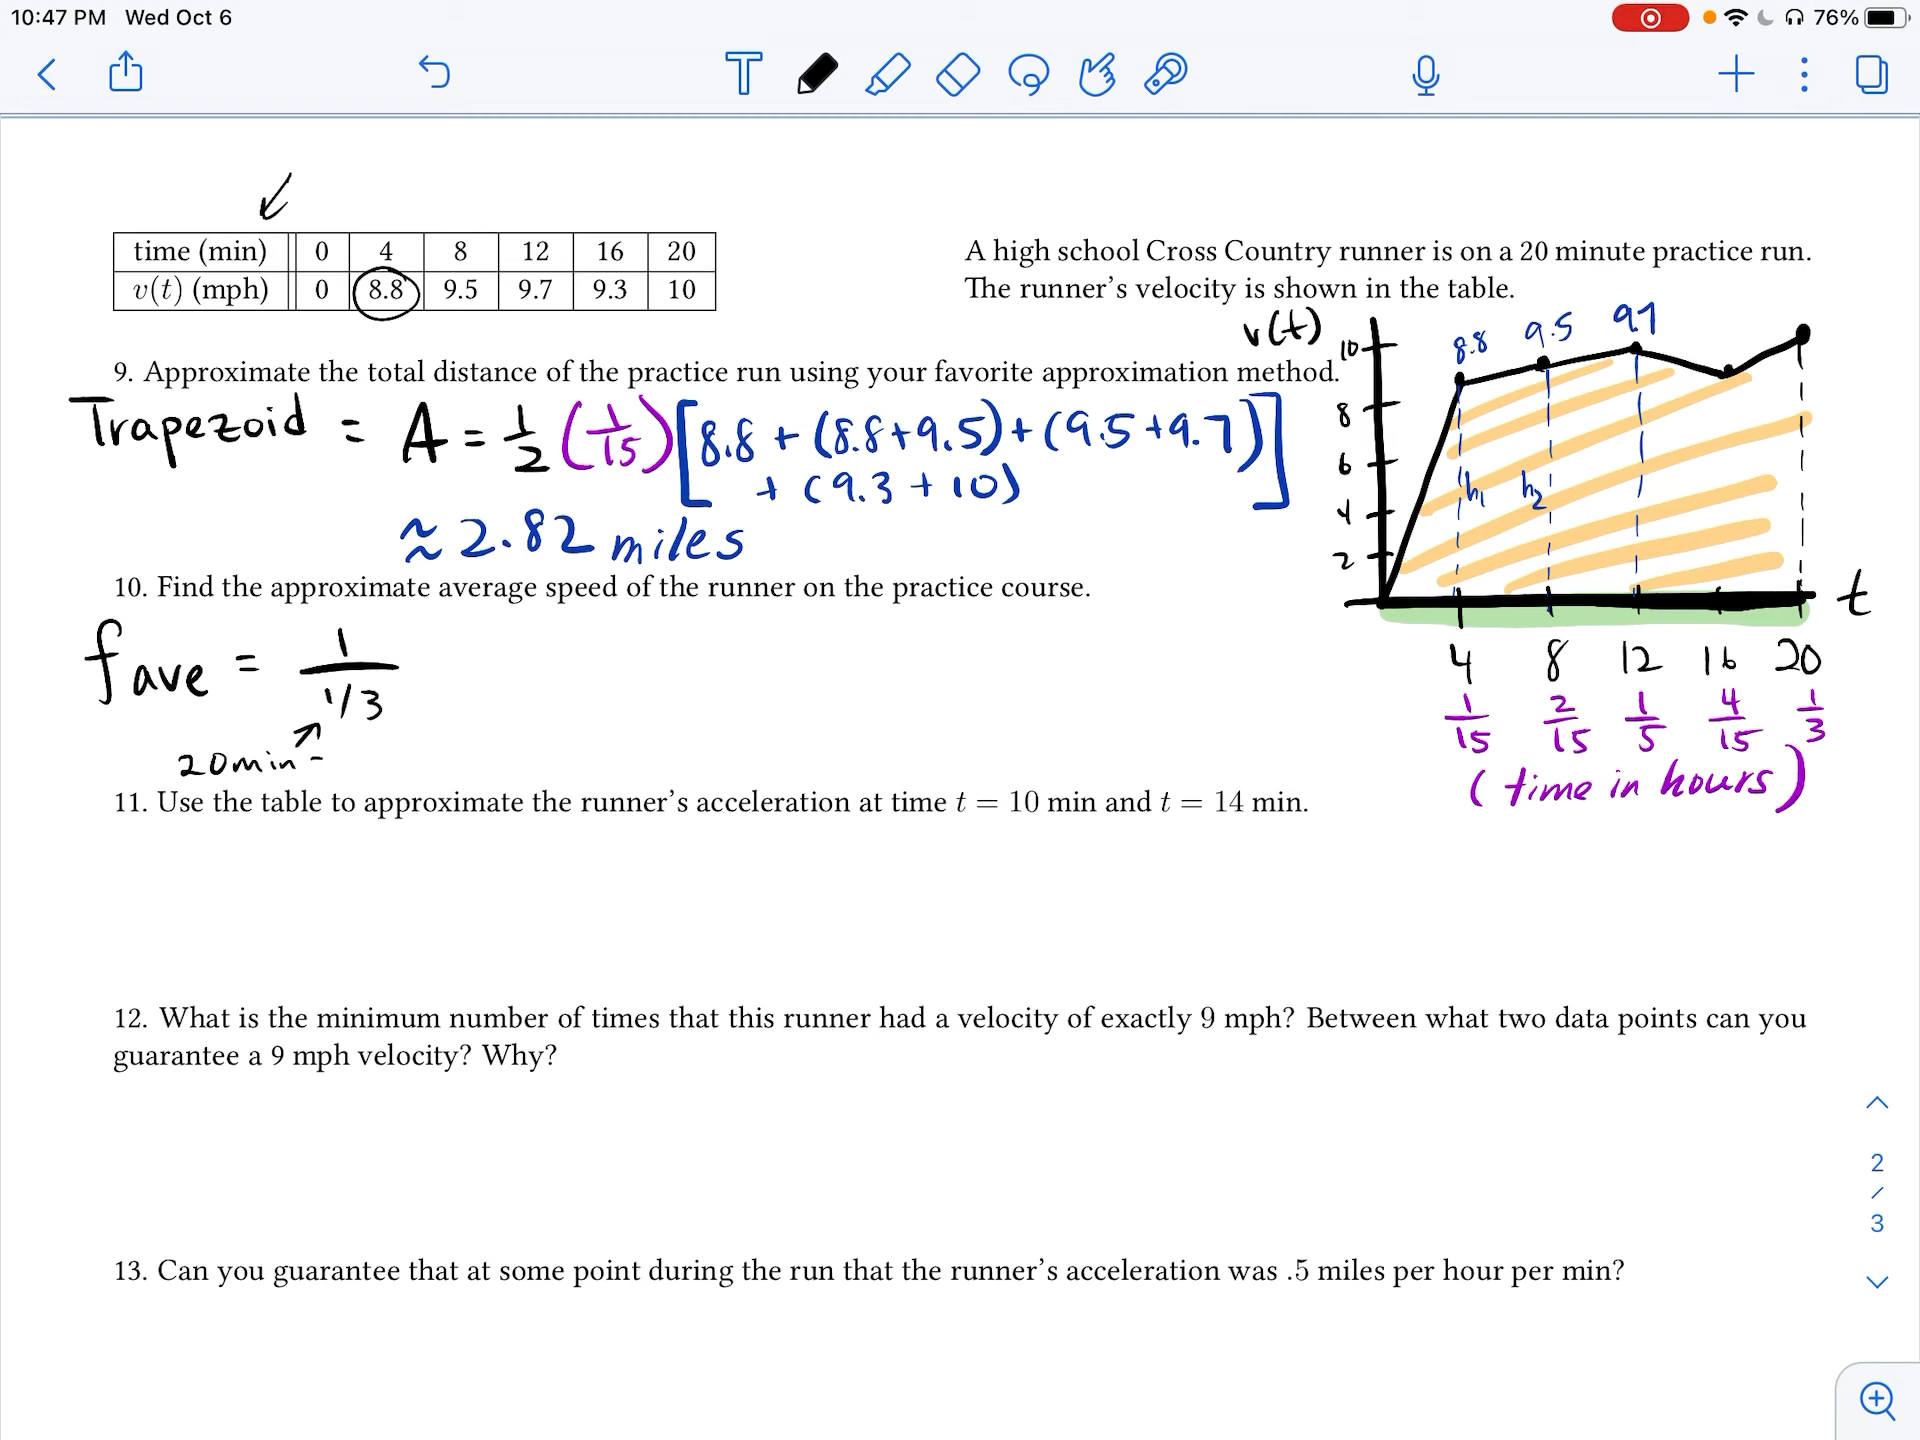 10:47 PM Wed Oct 6
76%
T
time (min) 0 4 8 12 16 20
v(t) (mph) 0 8.8 9.5 9.7 9.3 10
A high school Cross Country runner is on a 20 minute practice run.
The runner's velocity is shown in the table.
9. Approximate the total distance of the practice run using your favorite approximation method.
Trapezoid = A = 1/2 (1/15) [8.8 + (8.8+9.5)+(9.5+9.7)
+ (9.3 + 10)]
≈ 2.82 miles
v(t)
8.8 9.5 9.7
10
8
6
4
2
h1 h2
t
4 8 12 16 20
1/15 2/15 1/5 4/15 1/3
(time in hours)
10. Find the approximate average speed of the runner on the practice course.
fave = 1/(1/3)
20min =
11. Use the table to approximate the runner's acceleration at time t = 10 min and t = 14 min.
12. What is the minimum number of times that this runner had a velocity of exactly 9 mph? Between what two data points can you
guarantee a 9 mph velocity? Why?
13. Can you guarantee that at some point during the run that the runner's acceleration was .5 miles per hour per min?
2
/
3